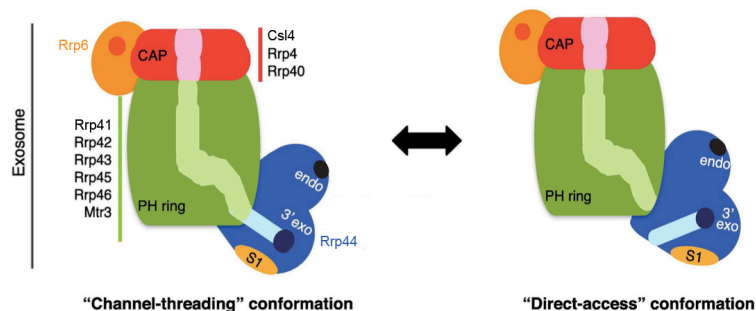 Exosome
Rrp6
CAP
Csl4
Rrp4
Rrp40
Rrp41
Rrp42
Rrp43
Rrp45
Rrp46
Mtr3
PH ring
endo
3' exo
Rrp44
S1
"Channel-threading" conformation
CAP
PH ring
endo
3'
exo
S1
"Direct-access" conformation